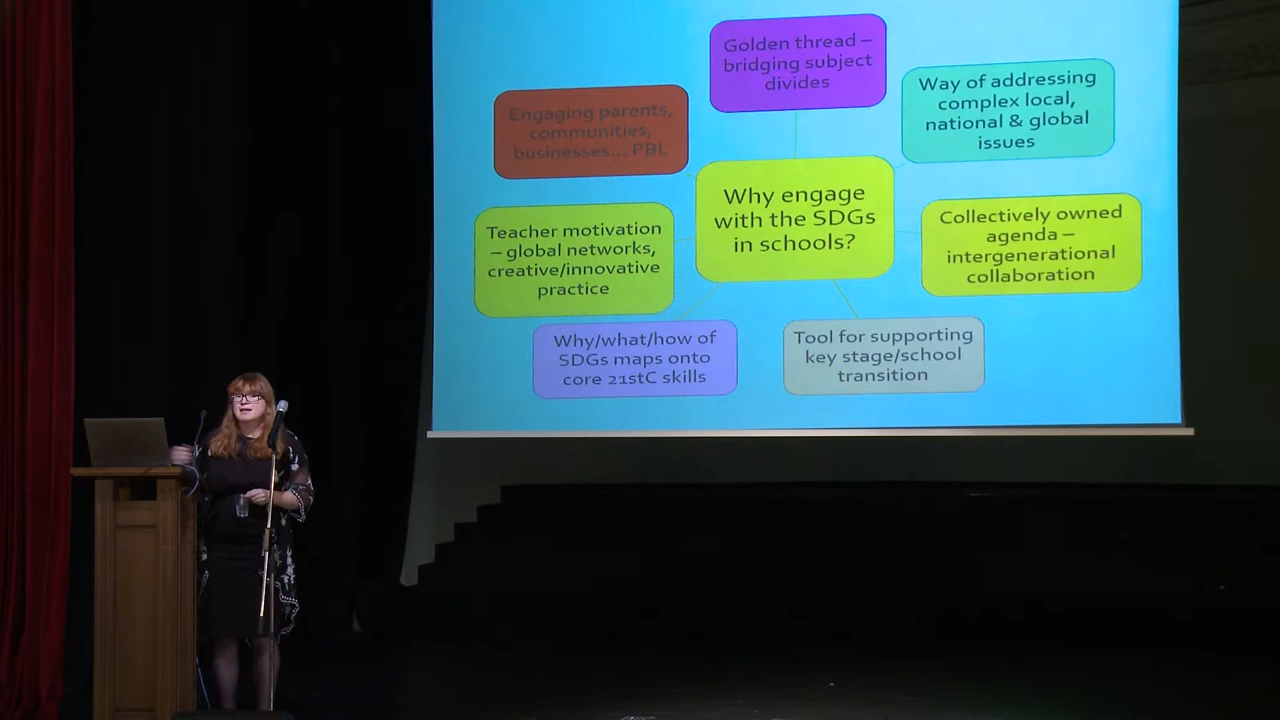 Golden thread –
bridging subject
divides
Way of addressing
complex local,
national & global
issues
Engaging parents,
communities,
businesses... PBL
Why engage
with the SDGs
in schools?
Collectively owned
agenda –
intergenerational
collaboration
Teacher motivation
– global networks,
creative/innovative
practice
Why/what/how of
SDGs maps onto
core 21stC skills
Tool for supporting
key stage/school
transition